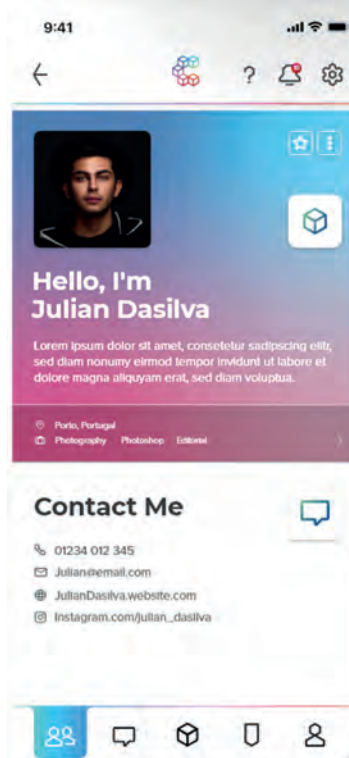 9:41
?
Hello, I'm
Julian Dasilva
Lorem ipsum dolor sit amet, consetetur sadipscing elitr,
sed diam nonumy eirmod tempor invidunt ut labore et
dolore magna aliquyam erat, sed diam voluptua.
Porto, Portugal
Photography Photoshop Editorial
Contact Me
01234 012 345
Julian@email.com
JulianDasilva.website.com
Instagram.com/julian_dasilva